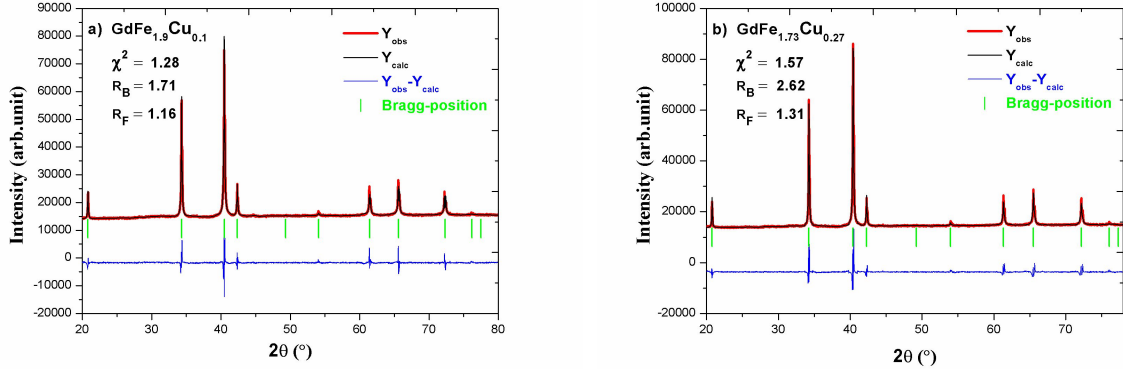 a) GdFe1.9Cu0.1
χ2 = 1.28
RB = 1.71
RF = 1.16
Yobs
Ycalc
Yobs-Ycalc
Bragg-position
Intensity (arb.unit)
90000
80000
70000
60000
50000
40000
30000
20000
10000
0
-10000
-20000
20 30 40 50 60 70 80
2θ (°)
b) GdFe1.73Cu0.27
χ2 = 1.57
RB = 2.62
RF = 1.31
Yobs
Ycalc
Yobs-Ycalc
Bragg-position
Intensity (arb.unit)
100000
80000
60000
40000
20000
0
-20000
20 30 40 50 60 70
2θ (°)